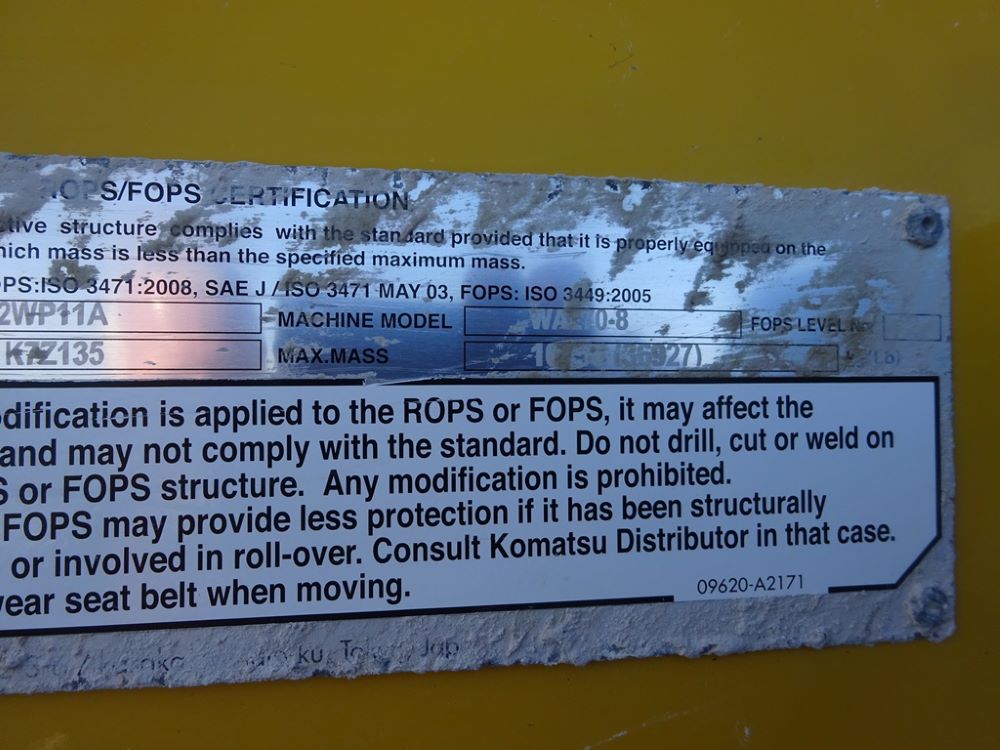 ROPS/FOPS CERTIFICATION
structure complies with the standard provided that it is properly equipped on the
hich mass is less than the specified maximum mass.
OPS:ISO 3471:2008, SAE J / ISO 3471 MAY 03, FOPS: ISO 3449:2005
2WP11A MACHINE MODEL FOPS LEVEL
K7Z135 MAX.MASS (Lb)
odification is applied to the ROPS or FOPS, it may affect the
and may not comply with the standard. Do not drill, cut or weld on
S or FOPS structure. Any modification is prohibited.
FOPS may provide less protection if it has been structurally
or involved in roll-over. Consult Komatsu Distributor in that case.
wear seat belt when moving.
09620-A2171